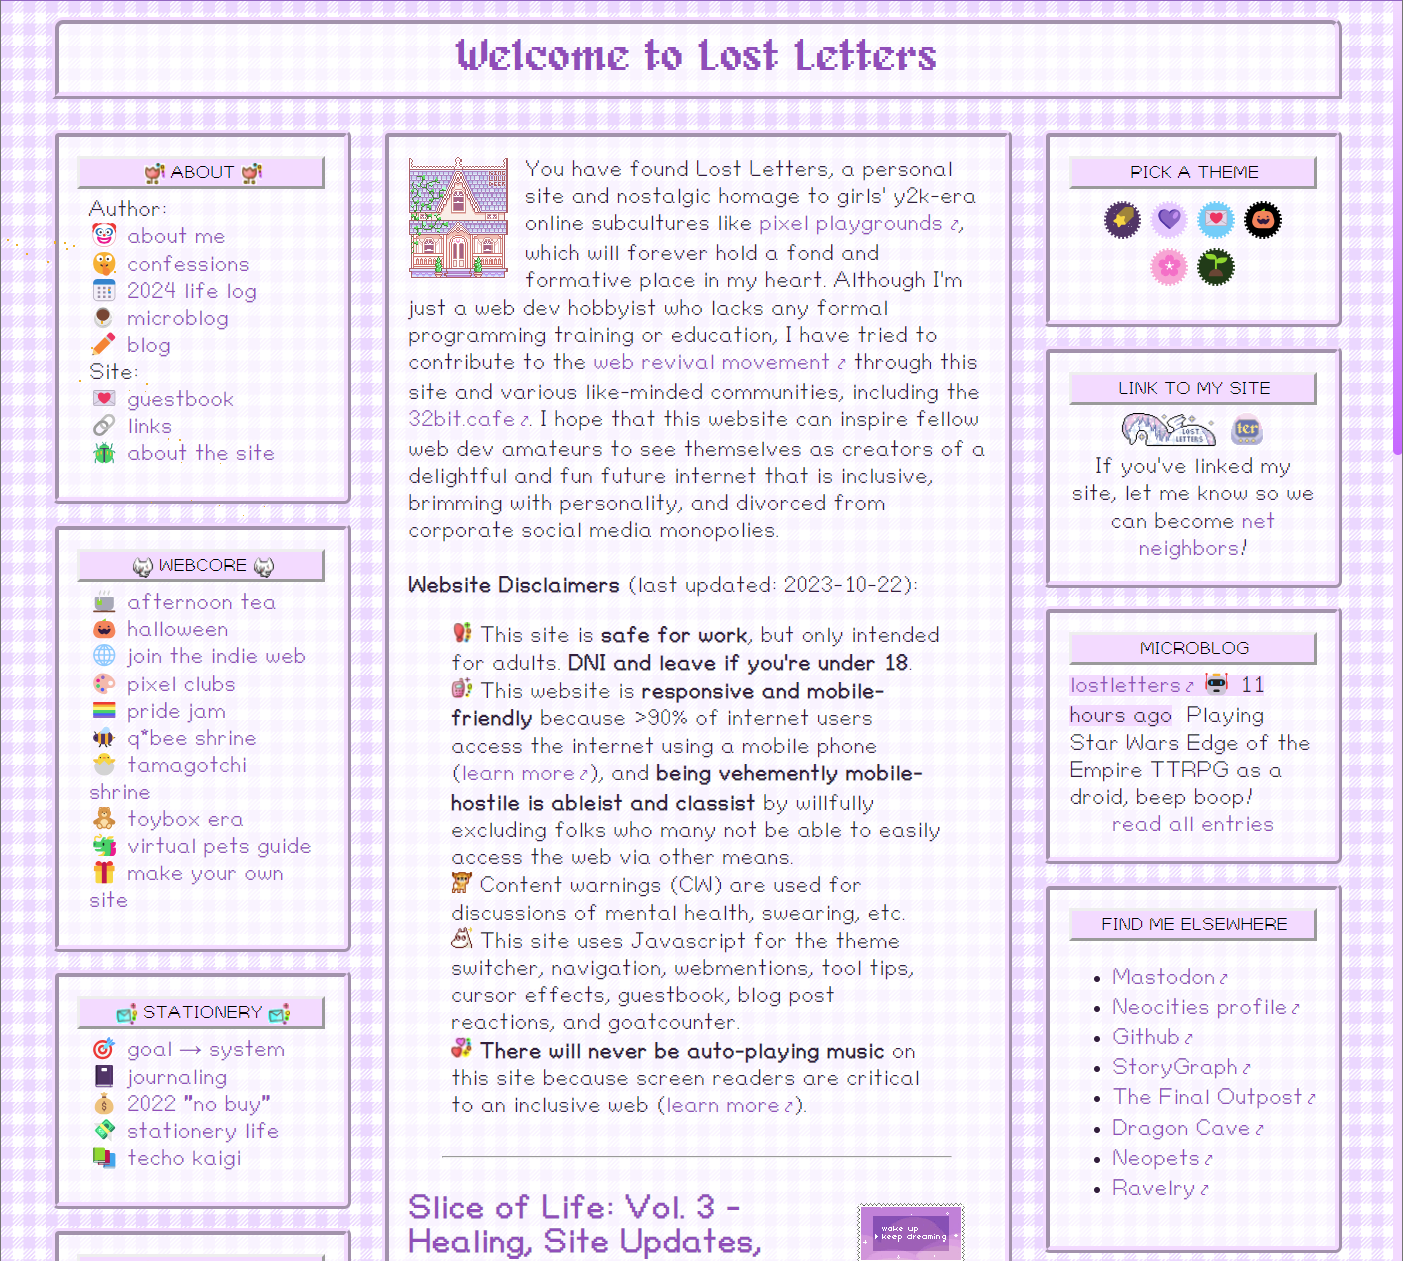 Welcome to Lost Letters
ABOUT
Author:
about me
confessions
2024 life log
microblog
blog
Site:
guestbook
links
about the site
WEBCORE
afternoon tea
halloween
join the indie web
pixel clubs
pride jam
q*bee shrine
tamagotchi
shrine
toybox era
virtual pets guide
make your own
site
STATIONERY
goal → system
journaling
2022 "no buy"
stationery life
techo kaigi
You have found Lost Letters, a personal
site and nostalgic homage to girls' y2k-era
online subcultures like pixel playgrounds,
which will forever hold a fond and
formative place in my heart. Although I'm
just a web dev hobbyist who lacks any formal
programming training or education, I have tried to
contribute to the web revival movement through this
site and various like-minded communities, including the
32bit.cafe. I hope that this website can inspire fellow
web dev amateurs to see themselves as creators of a
delightful and fun future internet that is inclusive,
brimming with personality, and divorced from
corporate social media monopolies.
Website Disclaimers (last updated: 2023-10-22):
This site is safe for work, but only intended
for adults. DNI and leave if you're under 18.
This website is responsive and mobile-
friendly because >90% of internet users
access the internet using a mobile phone
(learn more), and being vehemently mobile-
hostile is ableist and classist by willfully
excluding folks who many not be able to easily
access the web via other means.
Content warnings (CW) are used for
discussions of mental health, swearing, etc.
This site uses Javascript for the theme
switcher, navigation, webmentions, tool tips,
cursor effects, guestbook, blog post
reactions, and goatcounter.
There will never be auto-playing music on
this site because screen readers are critical
to an inclusive web (learn more).
Slice of Life: Vol. 3 -
Healing, Site Updates,
wake up
keep dreaming
PICK A THEME
LINK TO MY SITE
LOST
LETTERS
ter
If you've linked my
site, let me know so we
can become net
neighbors!
MICROBLOG
lostletters 11
hours ago Playing
Star Wars Edge of the
Empire TTRPG as a
droid, beep boop!
read all entries
FIND ME ELSEWHERE
Mastodon
Neocities profile
Github
StoryGraph
The Final Outpost
Dragon Cave
Neopets
Ravelry